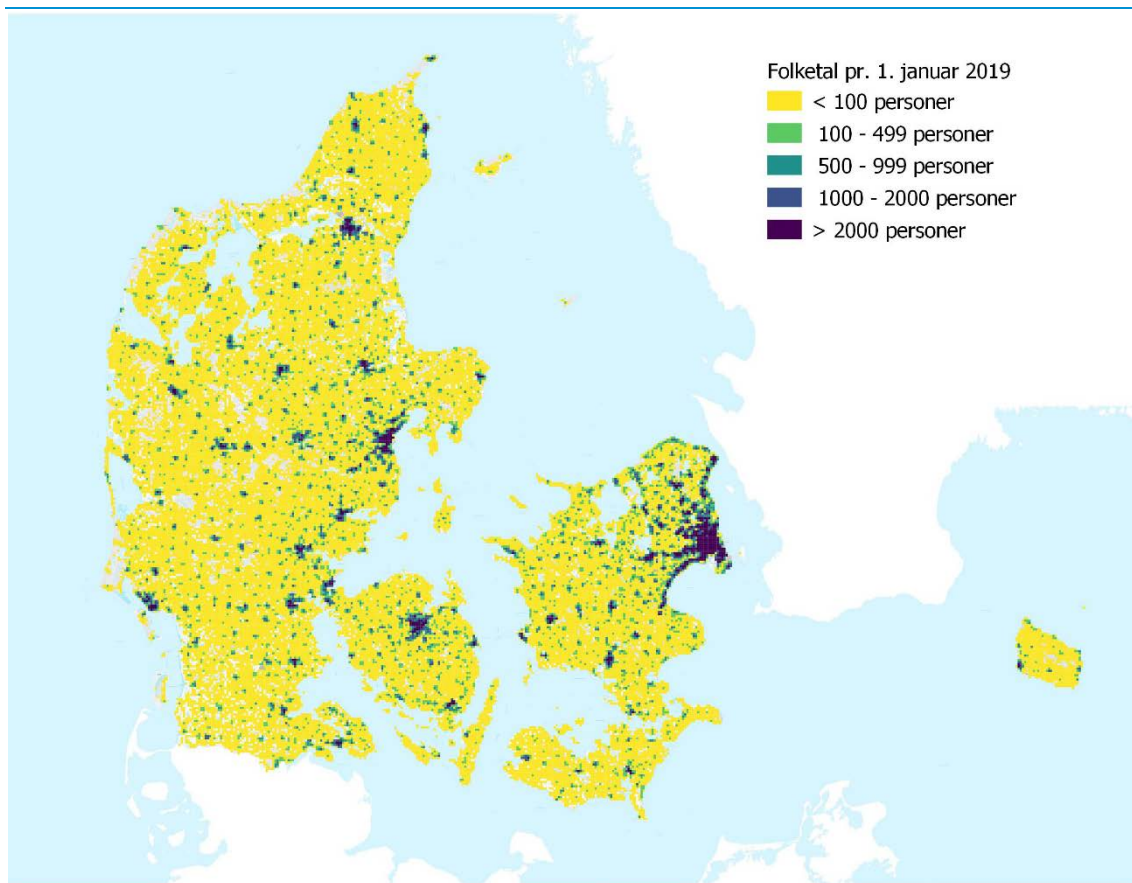 Folketal pr. 1. januar 2019
< 100 personer
100 - 499 personer
500 - 999 personer
1000 - 2000 personer
> 2000 personer